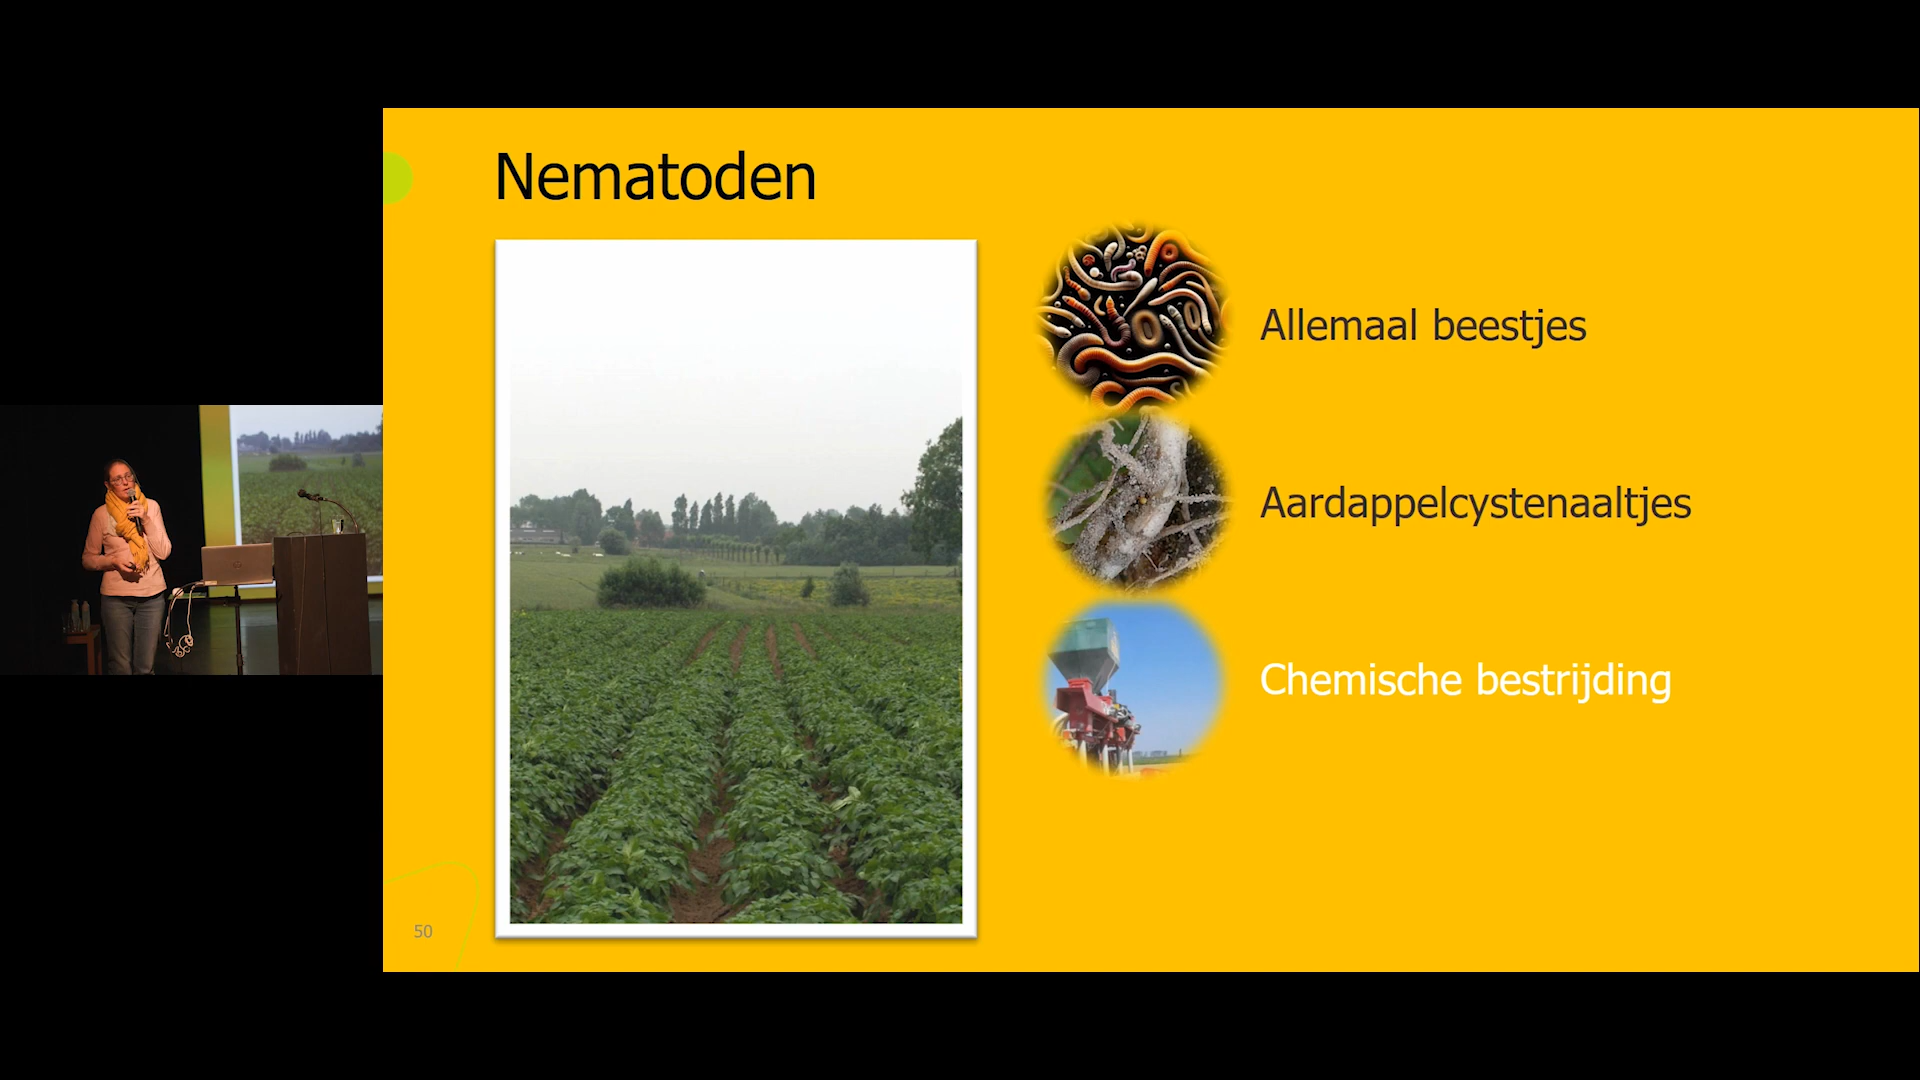 Nematoden
Allemaal beestjes
Aardappelcystenaaltjes
Chemische bestrijding
50